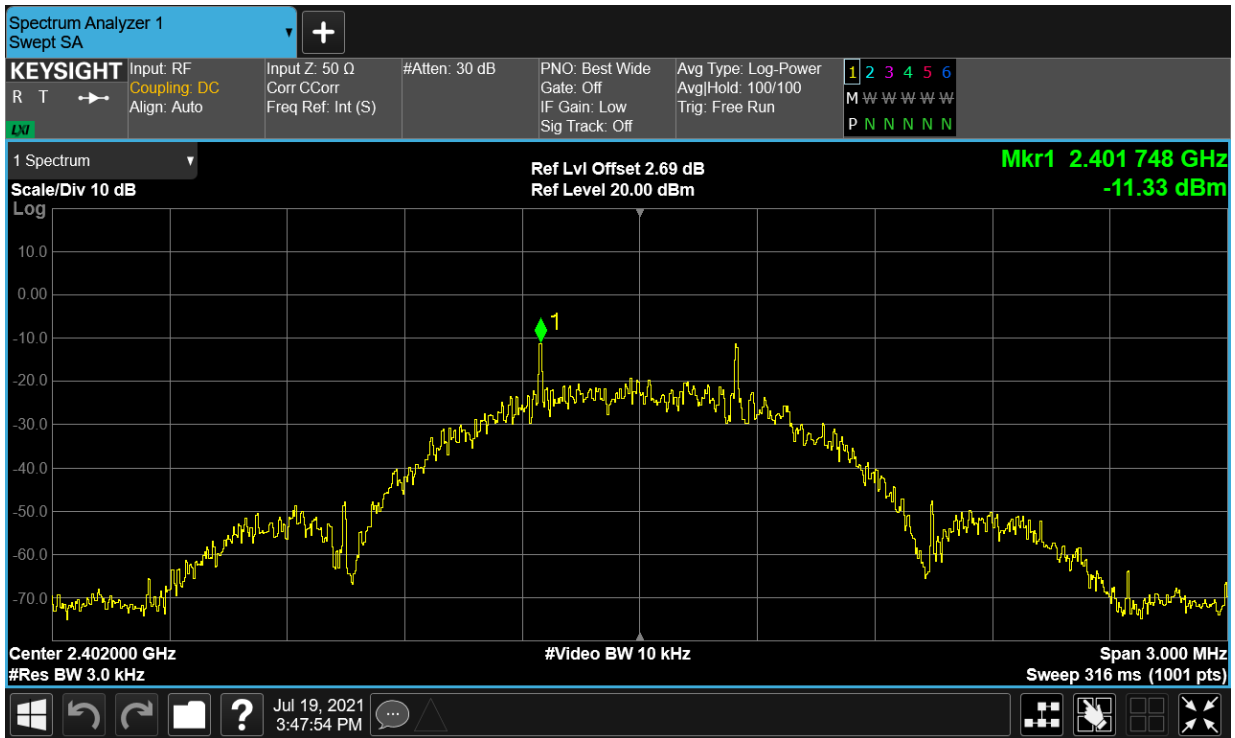 Spectrum Analyzer 1
Swept SA
+
KEYSIGHT
R T
LXI
Input: RF
Coupling: DC
Align: Auto
Input Z: 50 Ω
Corr CCorr
Freq Ref: Int (S)
#Atten: 30 dB
PNO: Best Wide
Gate: Off
IF Gain: Low
Sig Track: Off
Avg Type: Log-Power
Avg|Hold: 100/100
Trig: Free Run
1 2 3 4 5 6
M W W W W W
P N N N N N
1 Spectrum
Scale/Div 10 dB
Log
Ref Lvl Offset 2.69 dB
Ref Level 20.00 dBm
Mkr1 2.401 748 GHz
-11.33 dBm
10.0
0.00
1
-10.0
-20.0
-30.0
-40.0
-50.0
-60.0
-70.0
Center 2.402000 GHz
#Video BW 10 kHz
Span 3.000 MHz
#Res BW 3.0 kHz
Sweep 316 ms (1001 pts)
?
Jul 19, 2021
3:47:54 PM